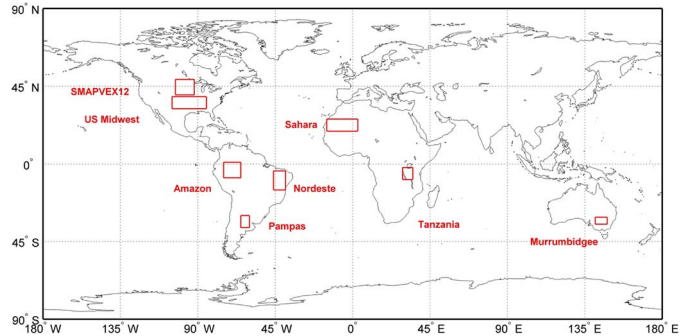 90° N
45° N
SMAPVEX12
US Midwest
Sahara
0°
Amazon
Nordeste
Pampas
Tanzania
45° S
Murrumbidgee
90° S
180° W
135° W
90° W
45° W
0°
45° E
90° E
135° E
180° E